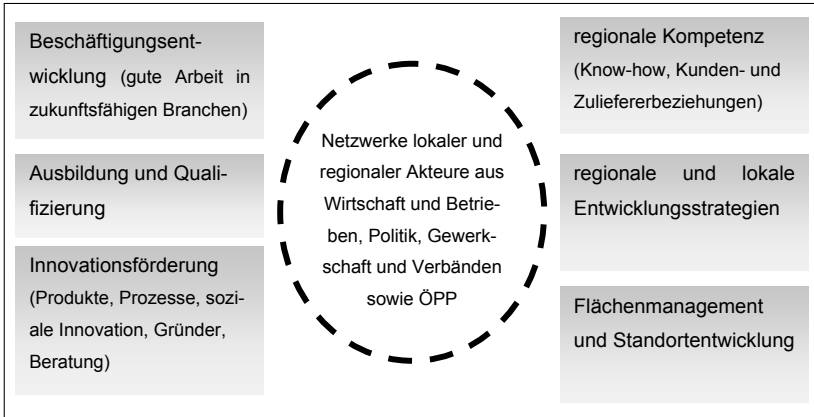 Beschäftigungsent-
wicklung (gute Arbeit in
zukunftsfähigen Branchen)
Ausbildung und Quali-
fizierung
Innovationsförderung
(Produkte, Prozesse, sozi-
ale Innovation, Gründer,
Beratung)
Netzwerke lokaler und
regionaler Akteure aus
Wirtschaft und Betrie-
ben, Politik, Gewerk-
schaft und Verbänden
sowie ÖPP
regionale Kompetenz
(Know-how, Kunden- und
Zuliefererbeziehungen)
regionale und lokale
Entwicklungsstrategien
Flächenmanagement
und Standortentwicklung